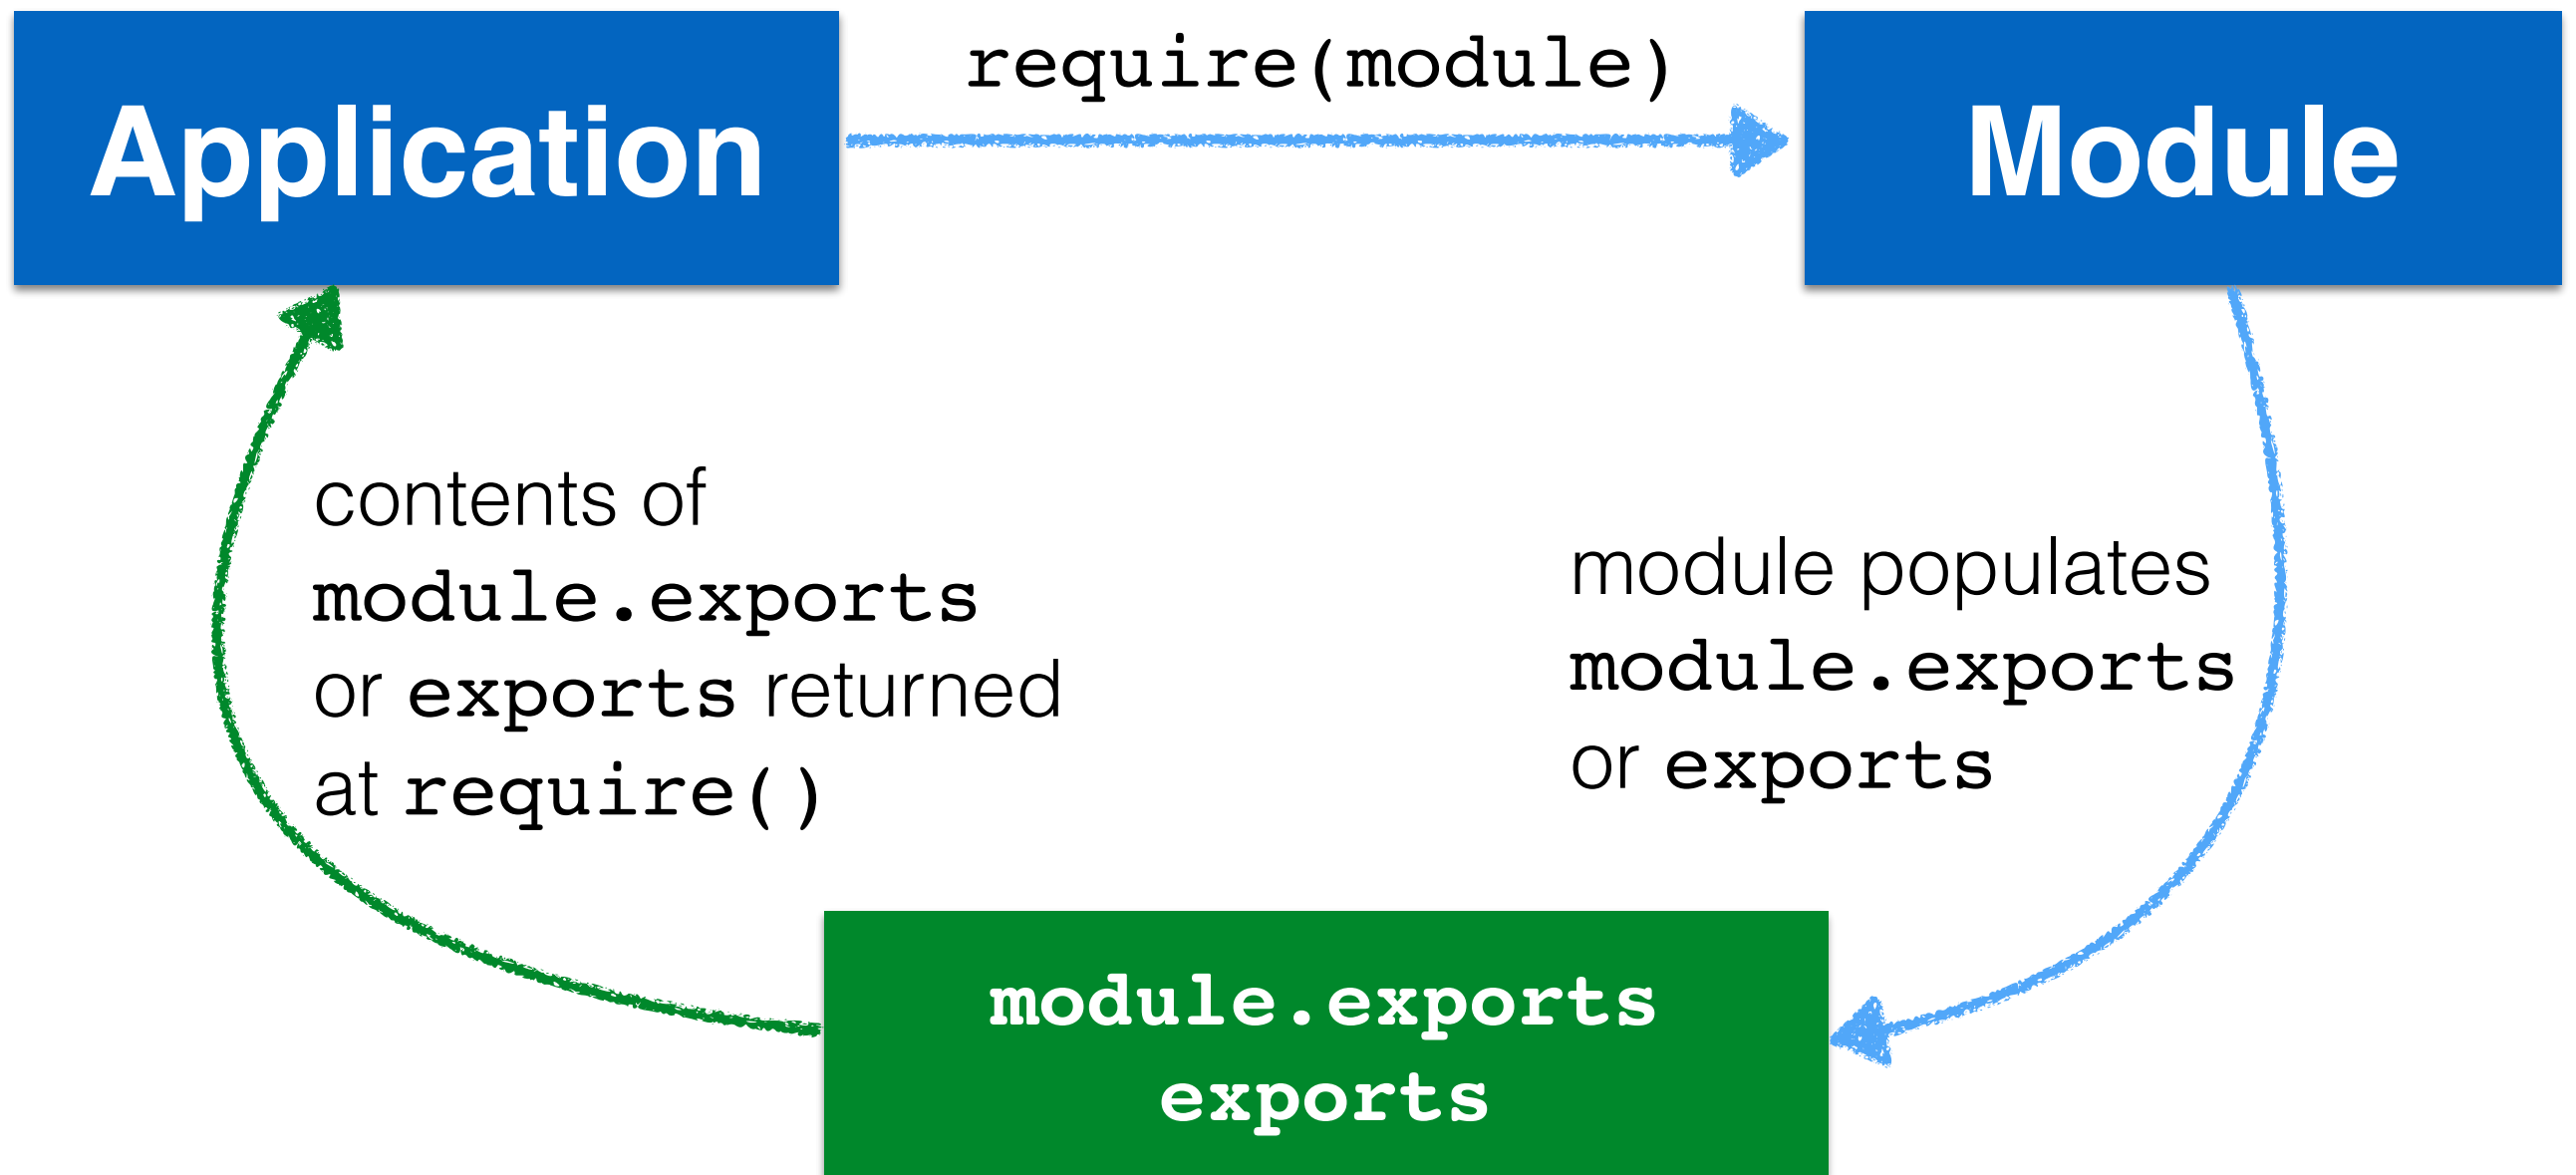 Application
require(module)
Module
contents of
module.exports
or exports returned
at require()
module populates
module.exports
or exports
module.exports
exports